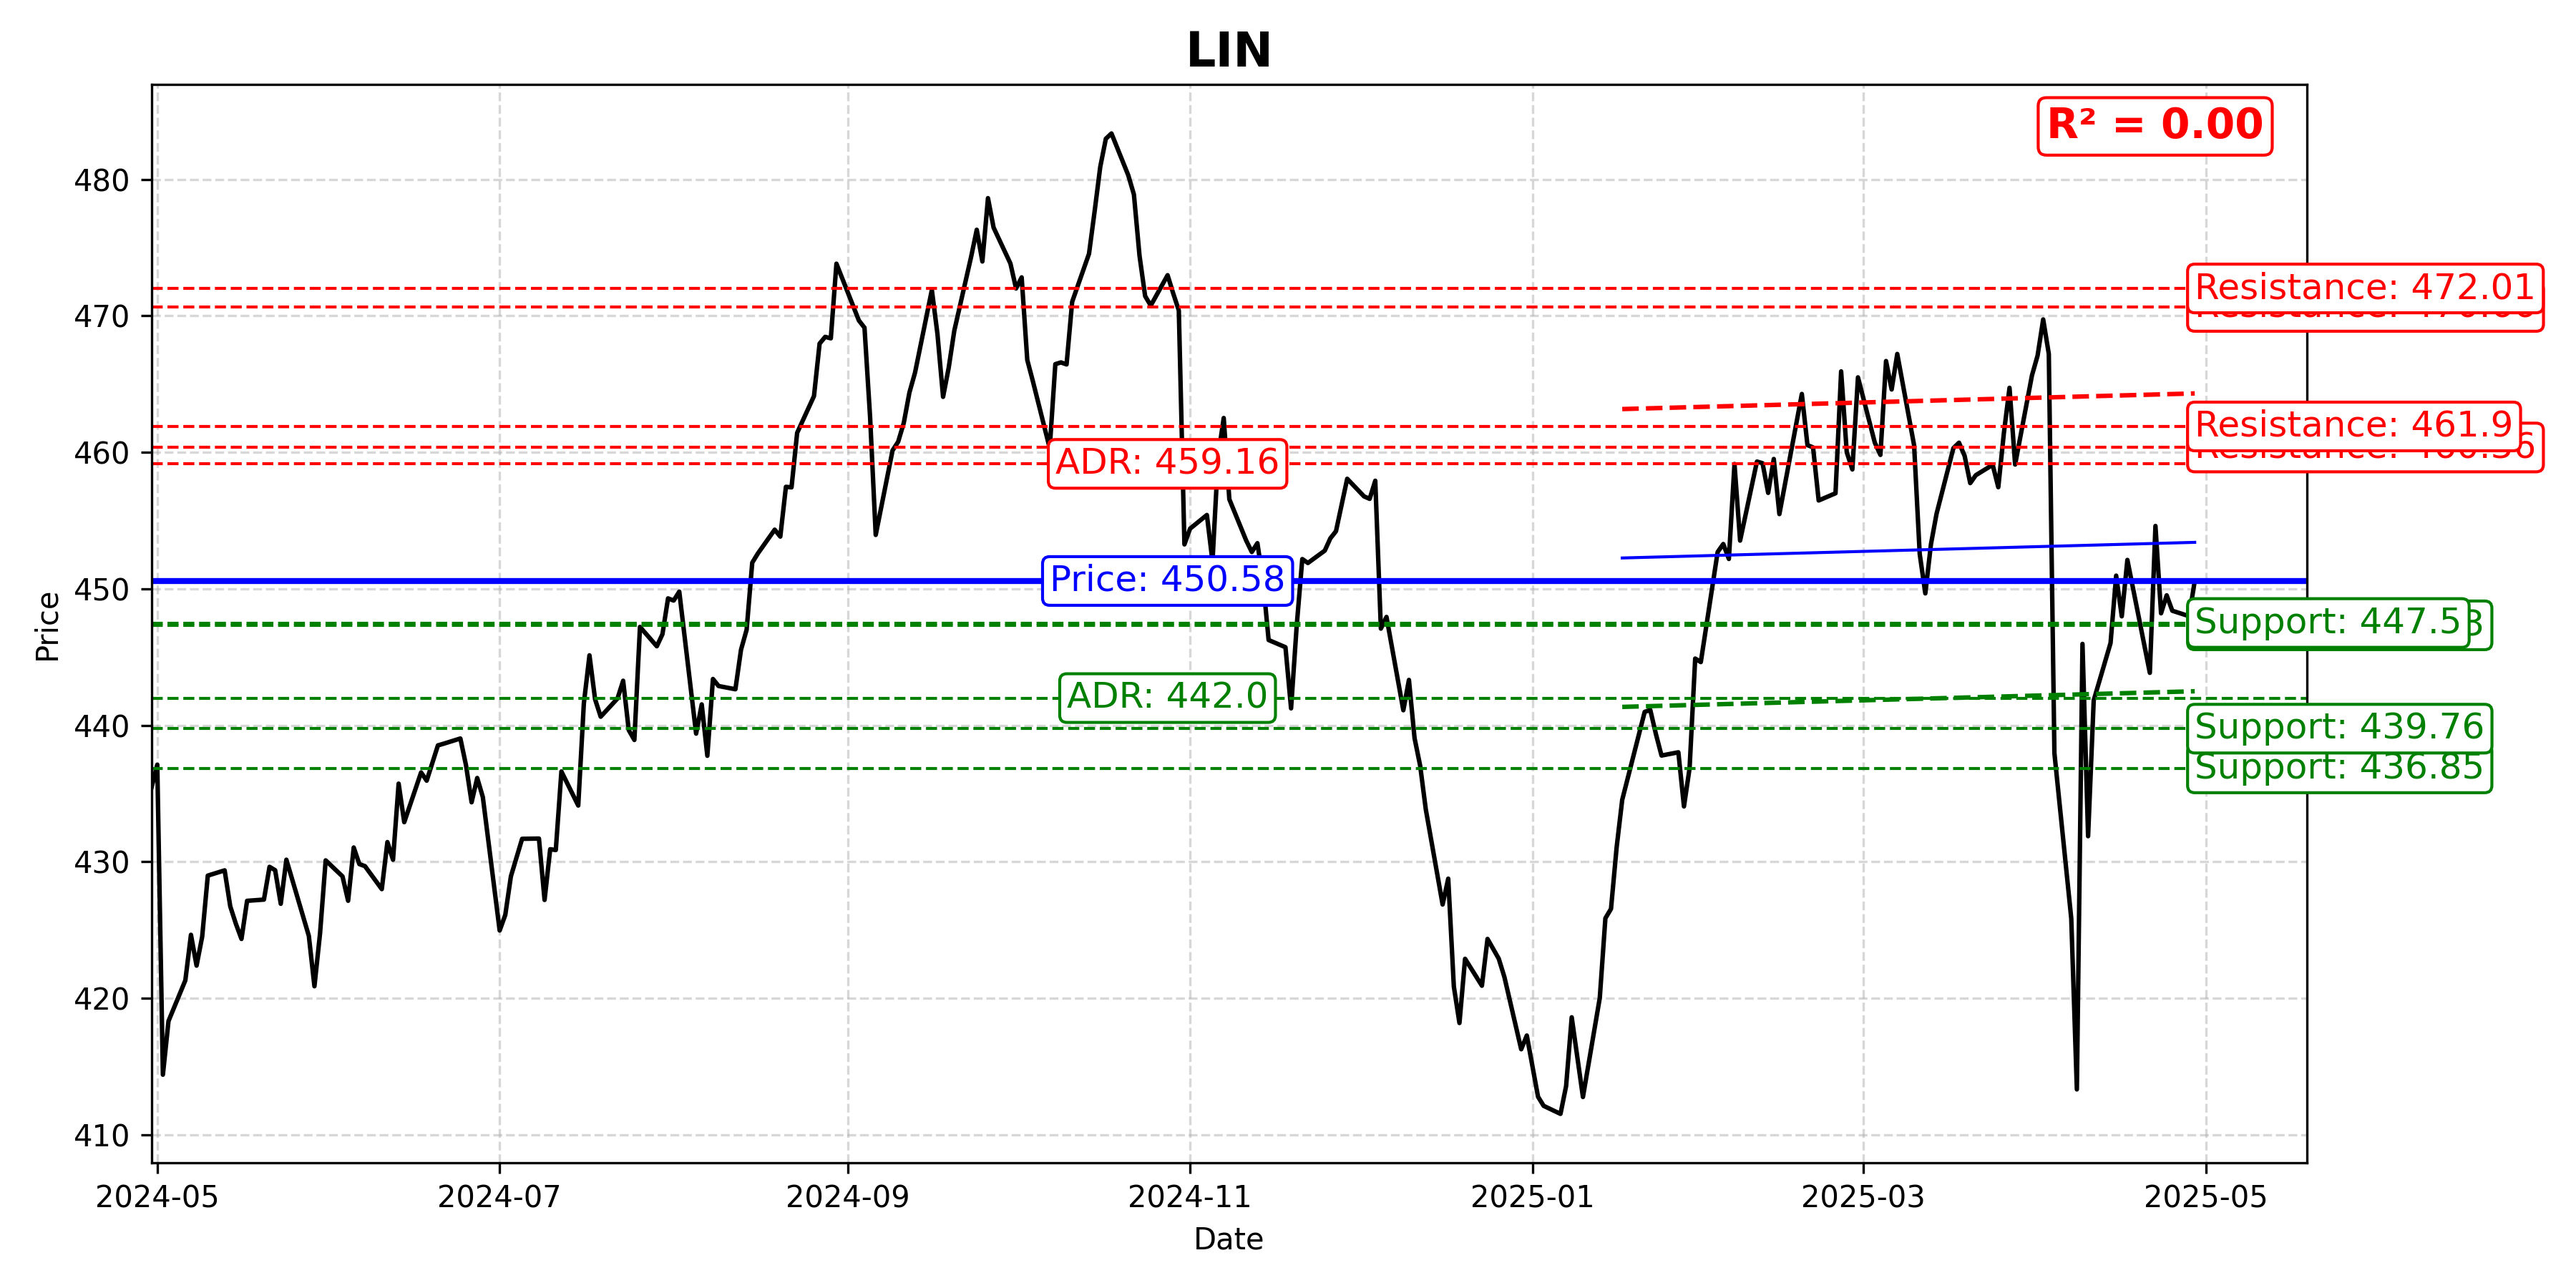 LIN
R² = 0.00
480
470
460
450
440
430
420
410
Price
Resistance: 472.01
Resistance: 461.9
ADR: 459.16
Price: 450.58
Support: 447.5
ADR: 442.0
Support: 439.76
Support: 436.85
2024-05
2024-07
2024-09
2024-11
2025-01
2025-03
2025-05
Date